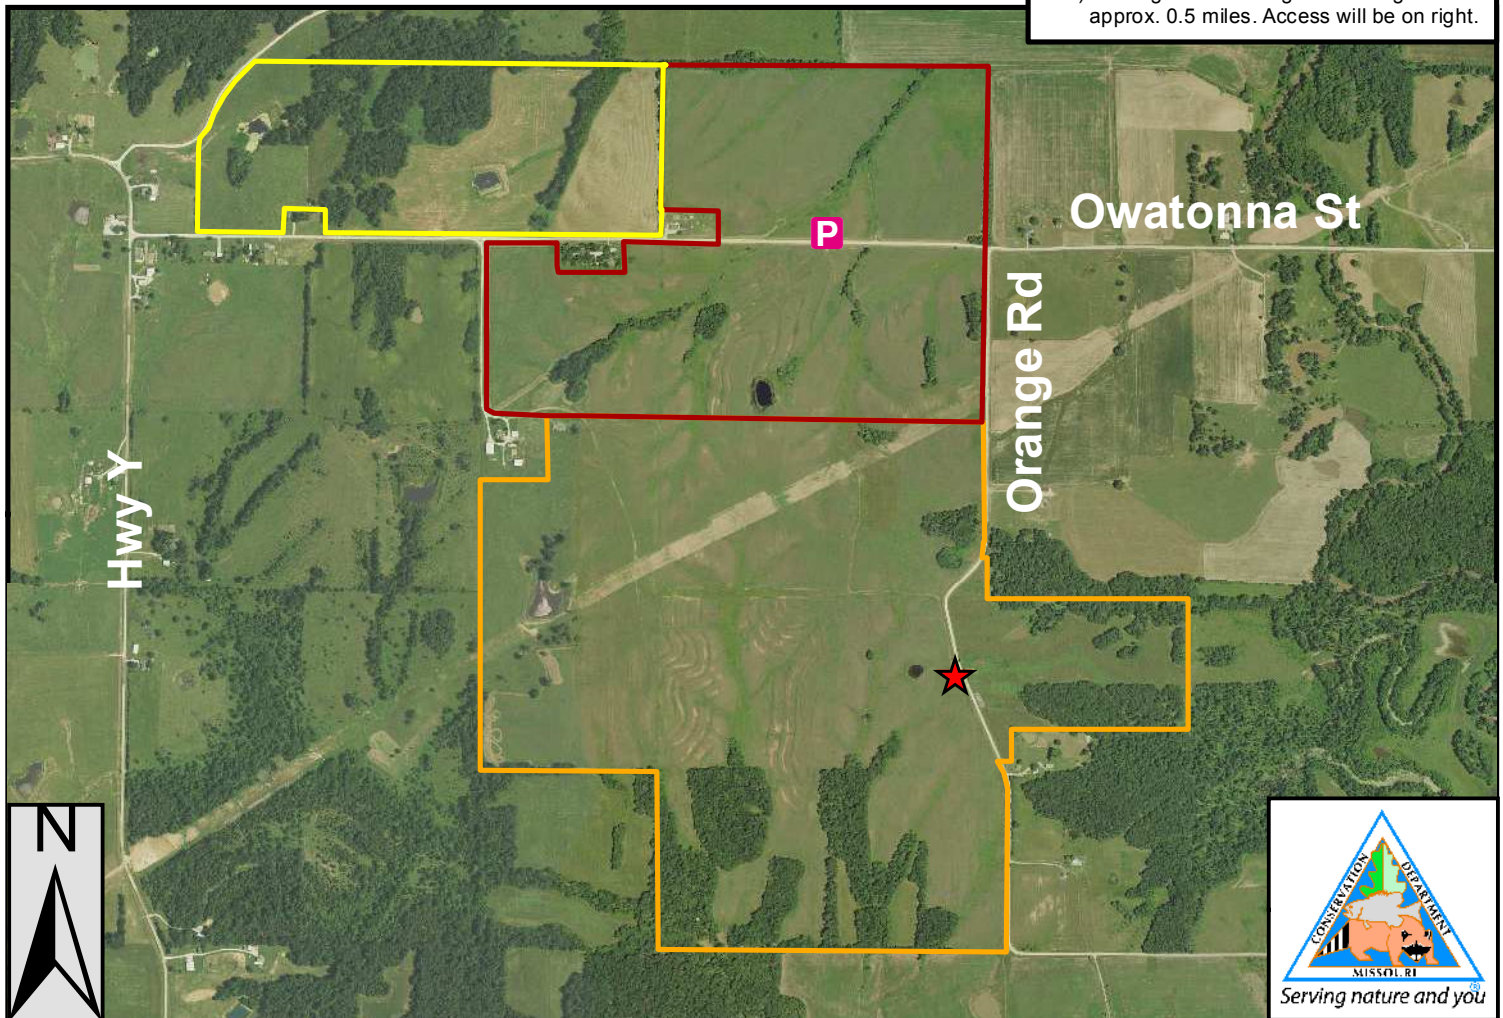 approx. 0.5 miles. Access will be on right.
Owatonna St
P
Orange Rd
Hwy Y
N
CONSERVATION
DEPARTMENT
MISSOURI
®
Serving nature and you